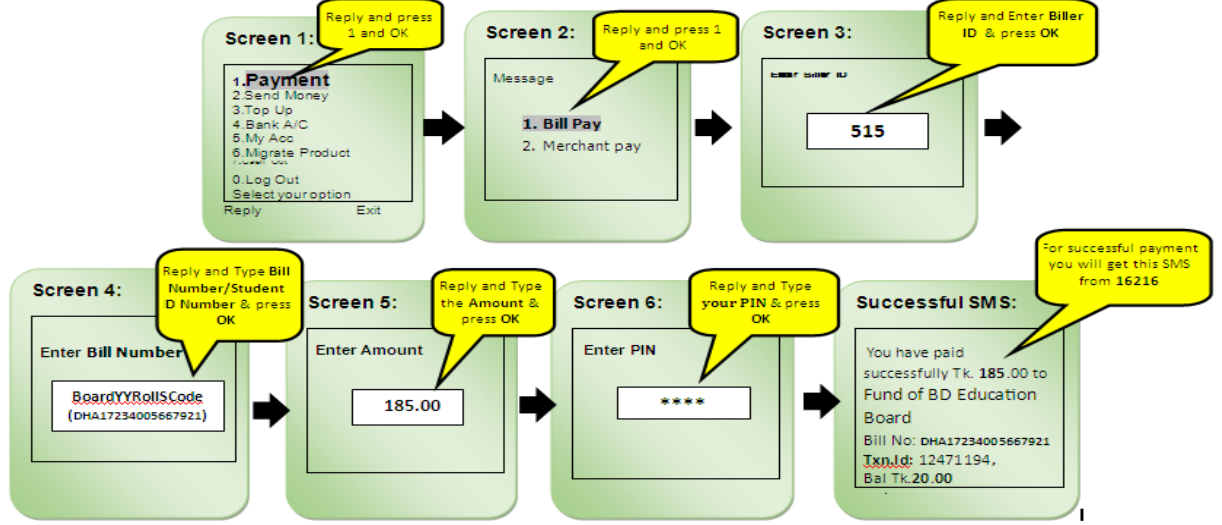 Screen 1:
Reply and press
1 and OK
1.Payment
2.Send Money
3.Top Up
4.Bank A/C
5.My Acc
6.Migrate Product
0.Log Out
Select your option
Reply Exit
Screen 2:
Reply and press 1
and OK
Message
1. Bill Pay
2. Merchant pay
Screen 3:
Reply and Enter Biller
ID & press OK
Enter Biller ID
515
Screen 4:
Reply and Type Bill
Number/Student
ID Number & press
OK
Enter Bill Number
BoardYYRollSCode
(DHA17234005667921)
Screen 5:
Reply and Type
the Amount &
press OK
Enter Amount
185.00
Screen 6:
Reply and Type
your PIN & press
OK
Enter PIN
****
Successful SMS:
For successful payment
you will get this SMS
from 16216
You have paid
successfully Tk. 185.00 to
Fund of BD Education
Board
Bill No: DHA17234005667921
Txn.Id: 12471194,
Bal Tk.20.00